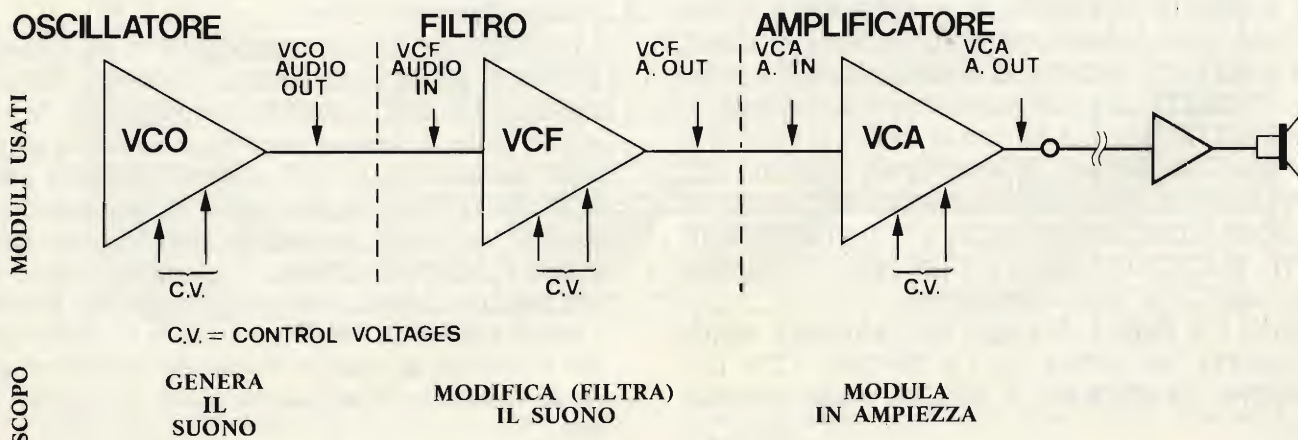 OSCILLATORE
FILTRO
AMPLIFICATORE
VCO
AUDIO
OUT
VCF
AUDIO
IN
VCF
A. OUT
VCA
A. IN
VCA
A. OUT
MODULI USATI
VCO
VCF
VCA
C.V.
C.V.
C.V.
C.V. = CONTROL VOLTAGES
SCOPO
GENERA
IL
SUONO
MODIFICA (FILTRA)
IL SUONO
MODULA
IN AMPIEZZA